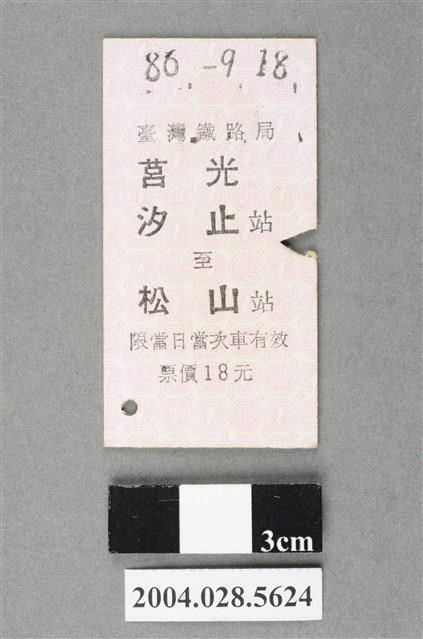 86 -9 18
臺灣鐵路局
莒光
汐止站
至
松山站
限當日當次車有效
票價18元
3cm
2004.028.5624